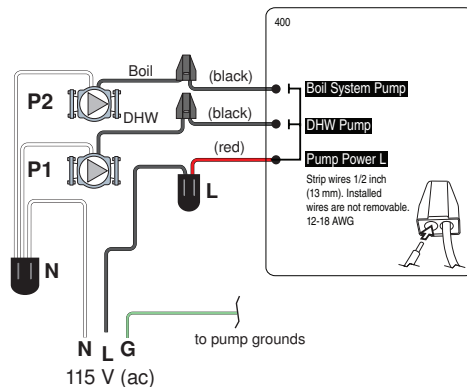 400
Boil
(black)
Boil System Pump
P2
(black)
DHW
DHW Pump
(red)
Pump Power L
P1
L
Strip wires 1/2 inch
(13 mm). Installed
wires are not removable.
12-18 AWG
N
N L G
to pump grounds
115 V (ac)